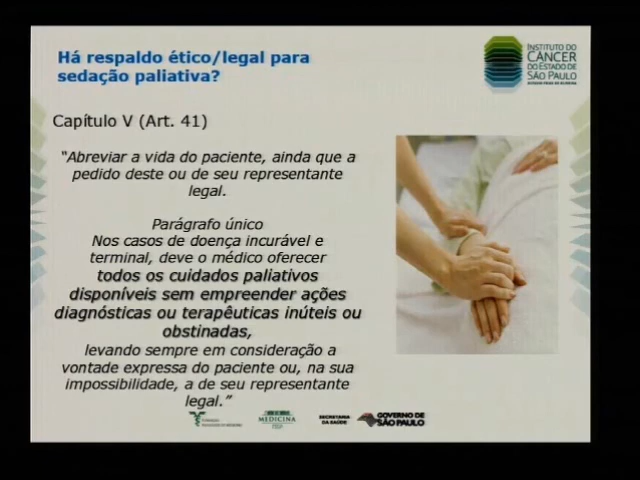 Há respaldo ético/legal para
sedação paliativa?
INSTITUTO DO
CÂNCER
DO ESTADO DE
SÃO PAULO
Capítulo V (Art. 41)
“Abreviar a vida do paciente, ainda que a
pedido deste ou de seu representante
legal.
Parágrafo único
Nos casos de doença incurável e
terminal, deve o médico oferecer
todos os cuidados paliativos
disponíveis sem empreender ações
diagnósticas ou terapêuticas inúteis ou
obstinadas,
levando sempre em consideração a
vontade expressa do paciente ou, na sua
impossibilidade, a de seu representante
legal.”
MEDICINA
SECRETARIA
DA SAÚDE
GOVERNO DE
SÃO PAULO